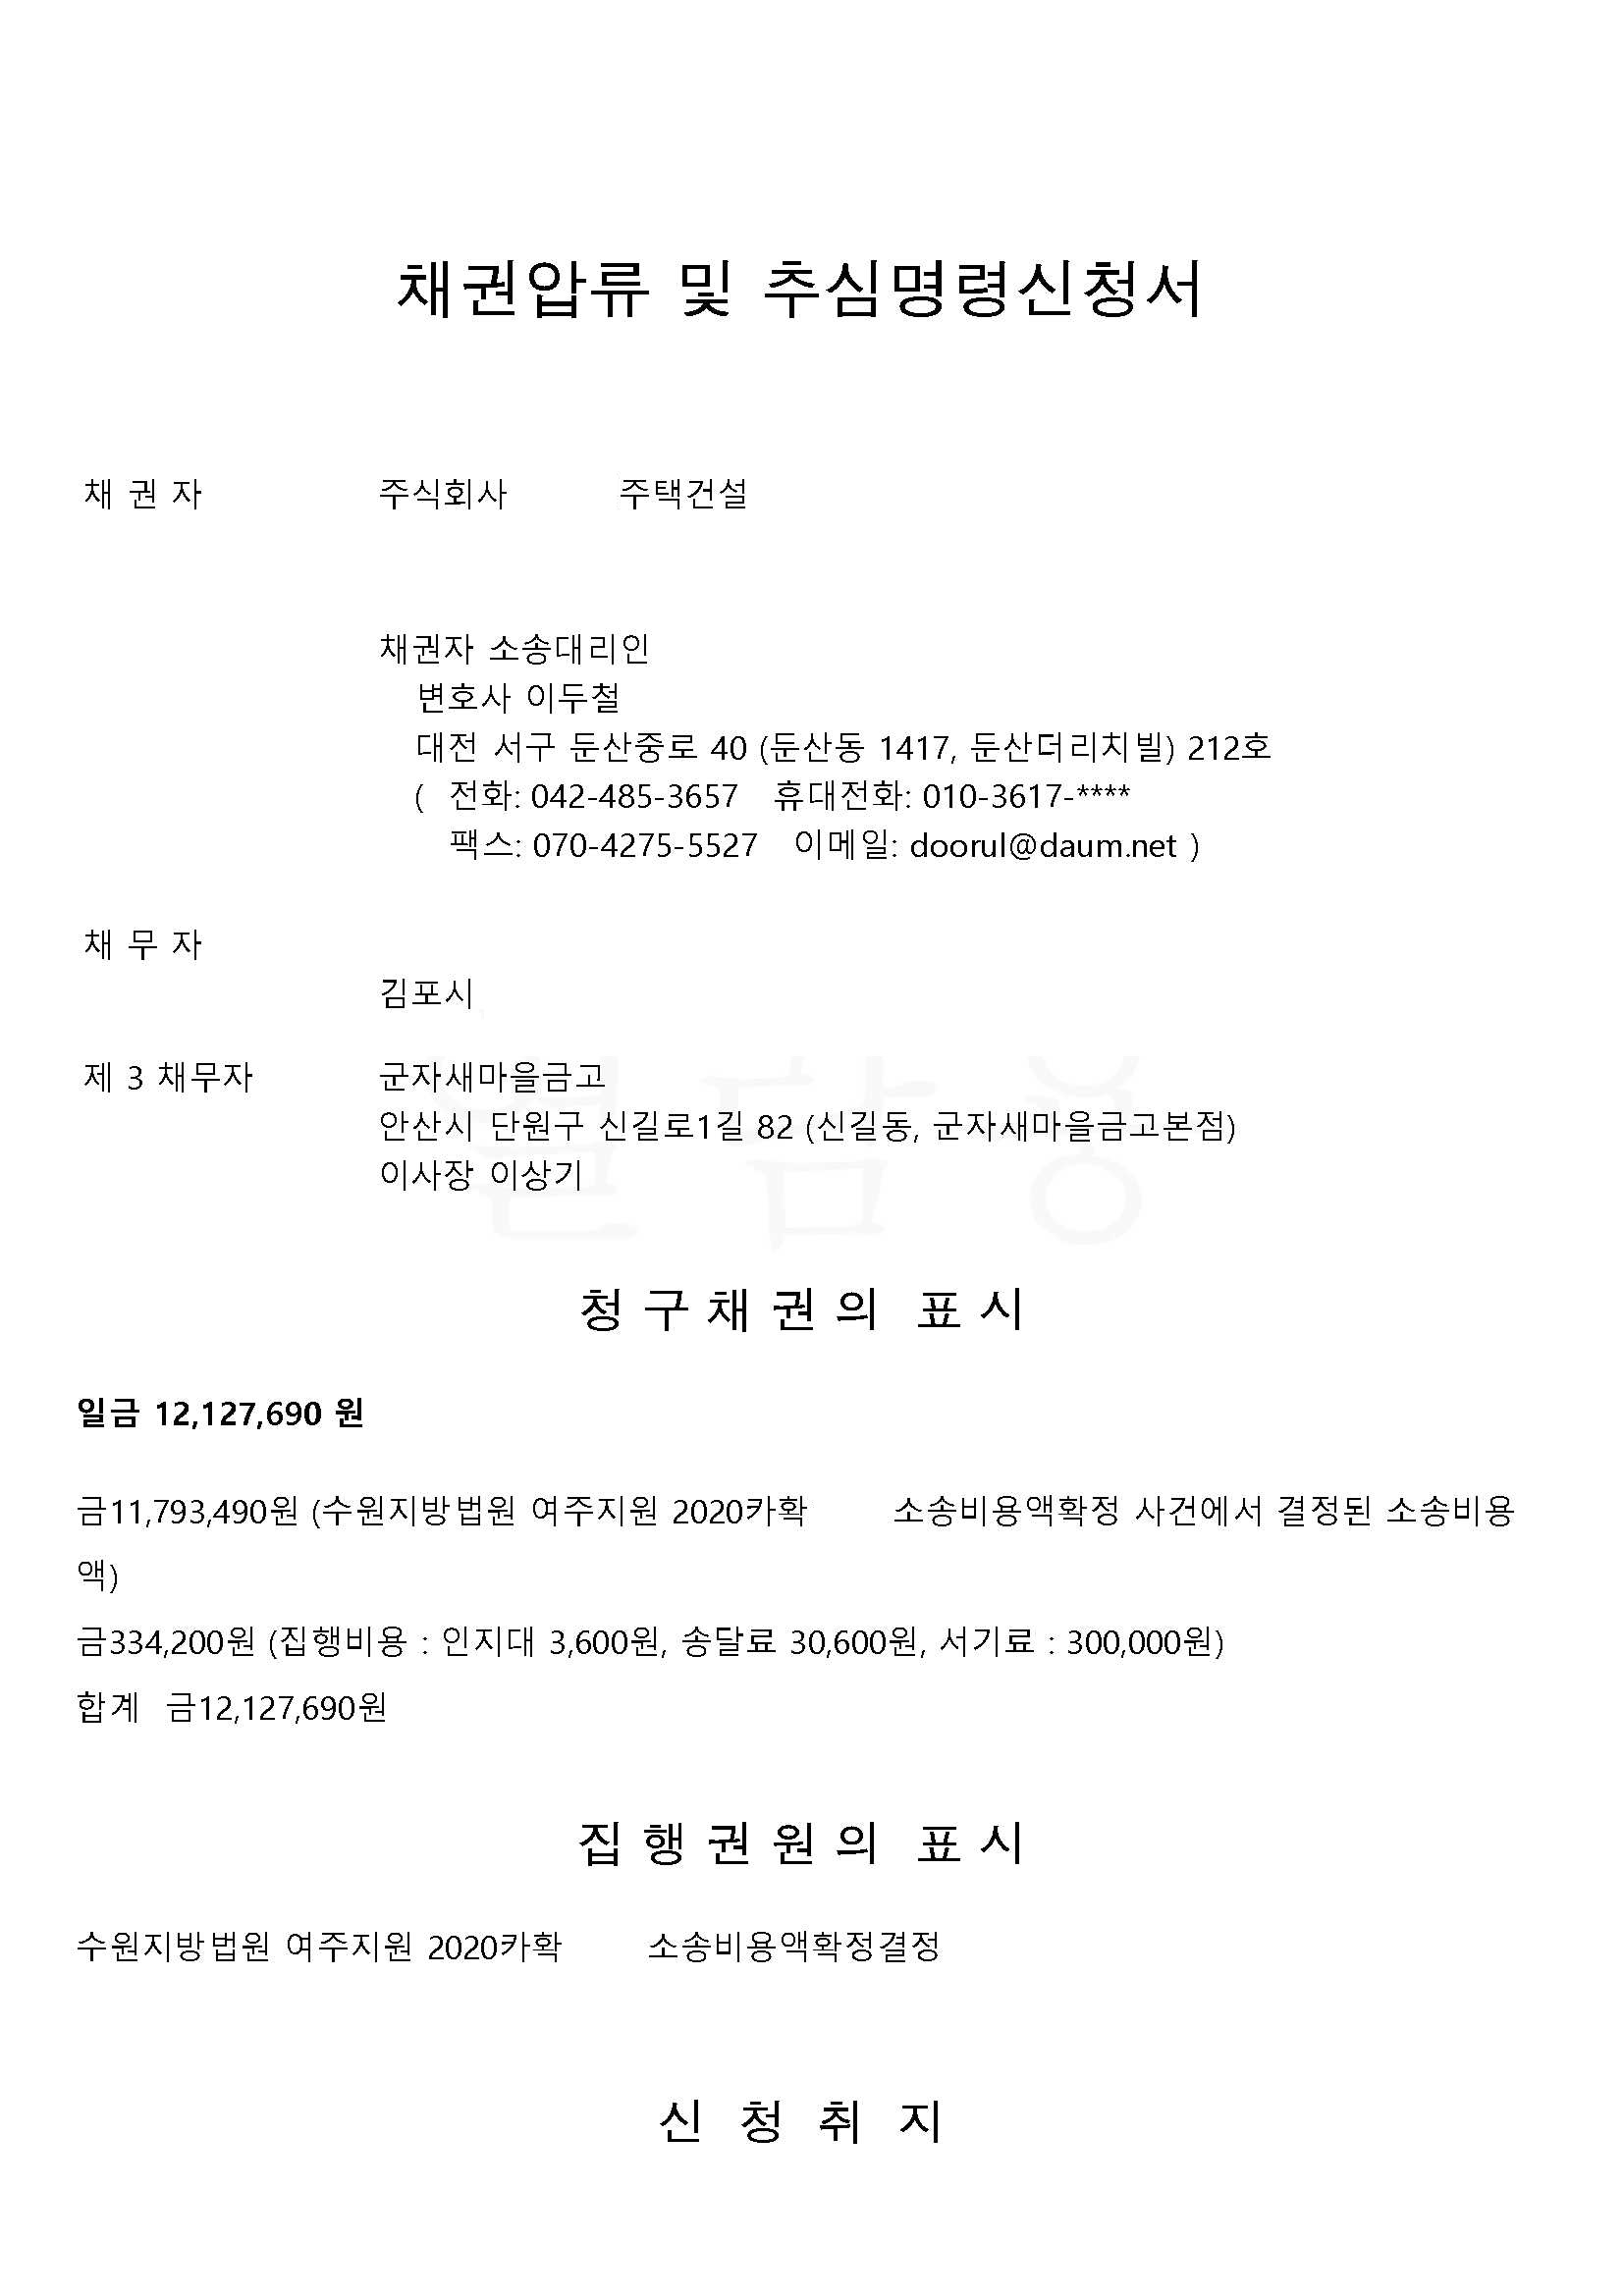 채권압류 및 추심명령신청서
채 권 자 주식회사 주택건설
채권자 소송대리인
변호사 이두철
대전 서구 둔산중로 40 (둔산동 1417, 둔산더리치빌) 212호
( 전화: 042-485-3657 휴대전화: 010-3617-****
팩스: 070-4275-5527 이메일: doorul@daum.net )
채 무 자
김포시
제 3 채무자 군자새마을금고
안산시 단원구 신길로1길 82 (신길동, 군자새마을금고본점)
이사장 이상기
청 구 채 권 의 표 시
일금 12,127,690 원
금11,793,490원 (수원지방법원 여주지원 2020카확 소송비용액확정 사건에서 결정된 소송비용
액)
금334,200원 (집행비용 : 인지대 3,600원, 송달료 30,600원, 서기료 : 300,000원)
합계 금12,127,690원
집 행 권 원 의 표 시
수원지방법원 여주지원 2020카확 소송비용액확정결정
신 청 취 지